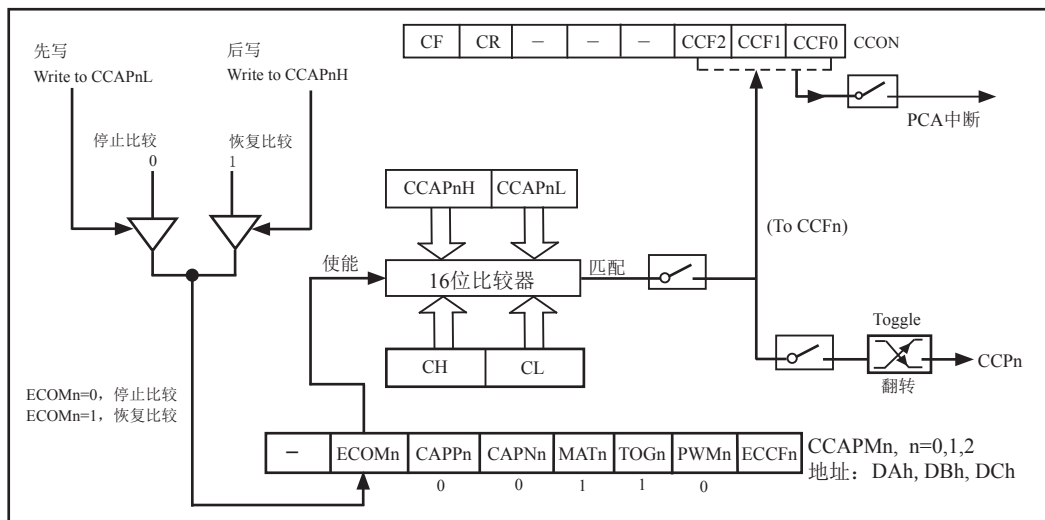 CF CR － － － CCF2 CCF1 CCF0 CCON
先写
Write to CCAPnL
后写
Write to CCAPnH
PCA中断
停止比较
0
恢复比较
1
CCAPnH CCAPnL
(To CCFn)
使能
16位比较器
匹配
Toggle
CCPn
翻转
CH CL
ECOMn=0，停止比较
ECOMn=1，恢复比较
－ ECOMn CAPPn CAPNn MATn TOGn PWMn ECCFn
CCAPMn, n=0,1,2
地址：DAh, DBh, DCh
0 0 1 1 0